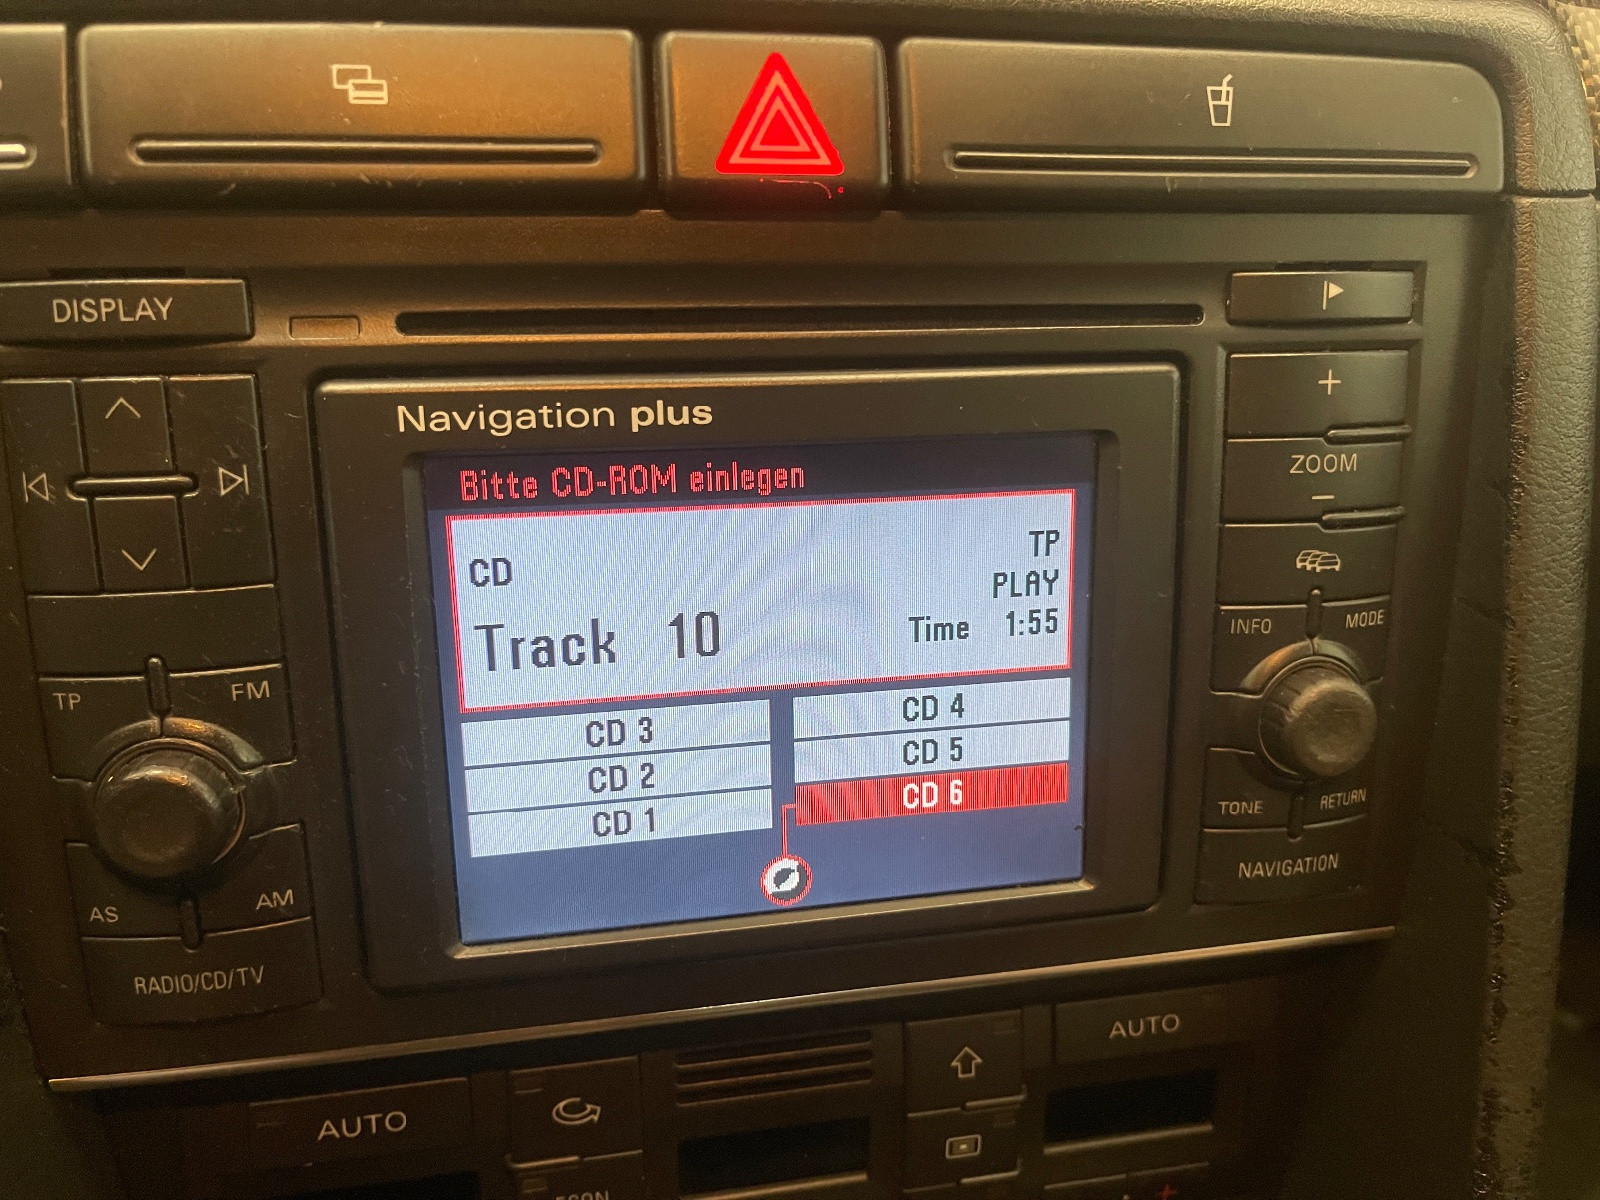 DISPLAY
Navigation plus
Bitte CD-ROM einlegen
CD
TP
PLAY
Track 10
Time 1:55
CD 3
CD 4
CD 2
CD 5
CD 1
CD 6
TP
FM
AS
AM
RADIO/CD/TV
+
ZOOM
−
INFO
MODE
TONE
RETURN
NAVIGATION
AUTO
AUTO